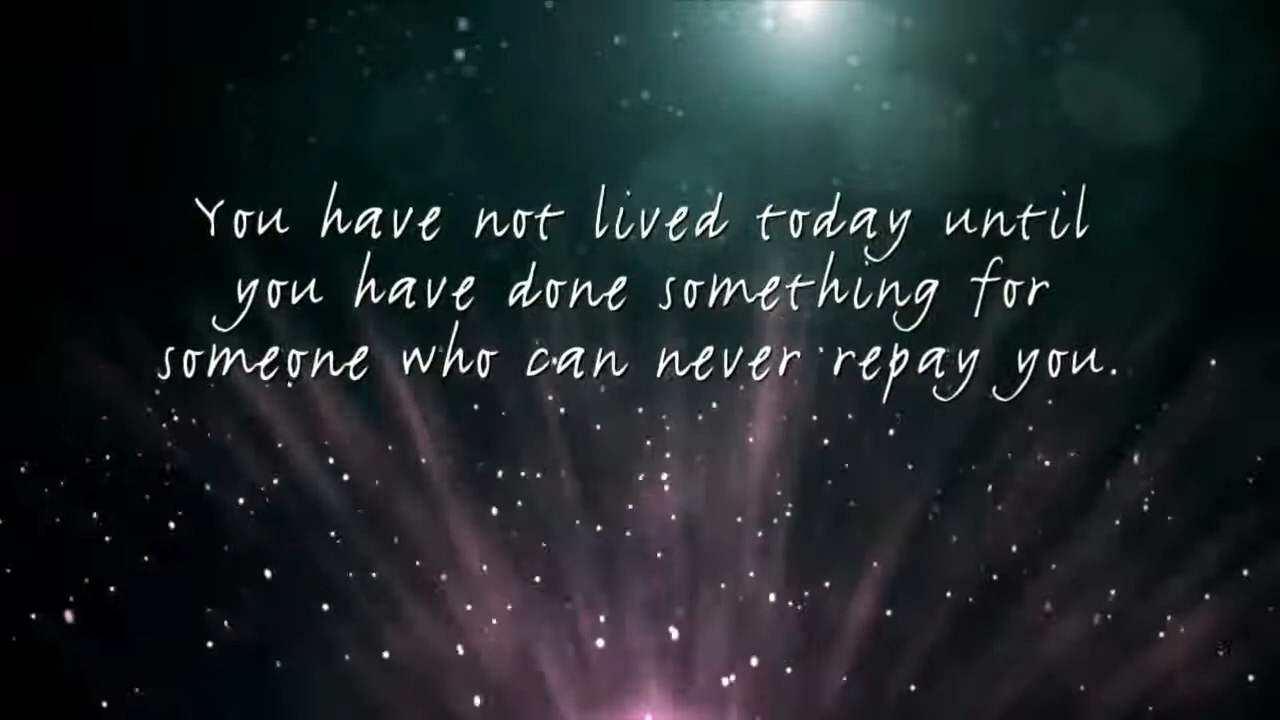 You have not lived today until
you have done something for
someone who can never repay you.